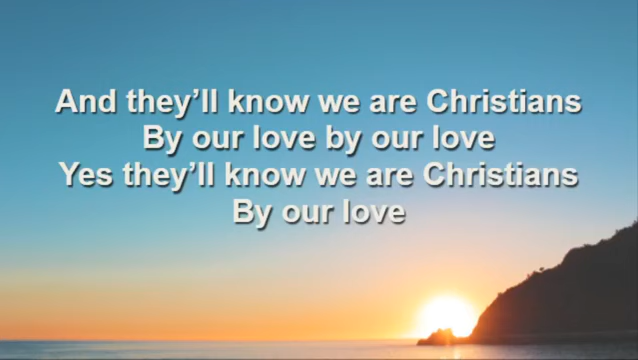 And they’ll know we are Christians
By our love by our love
Yes they’ll know we are Christians
By our love